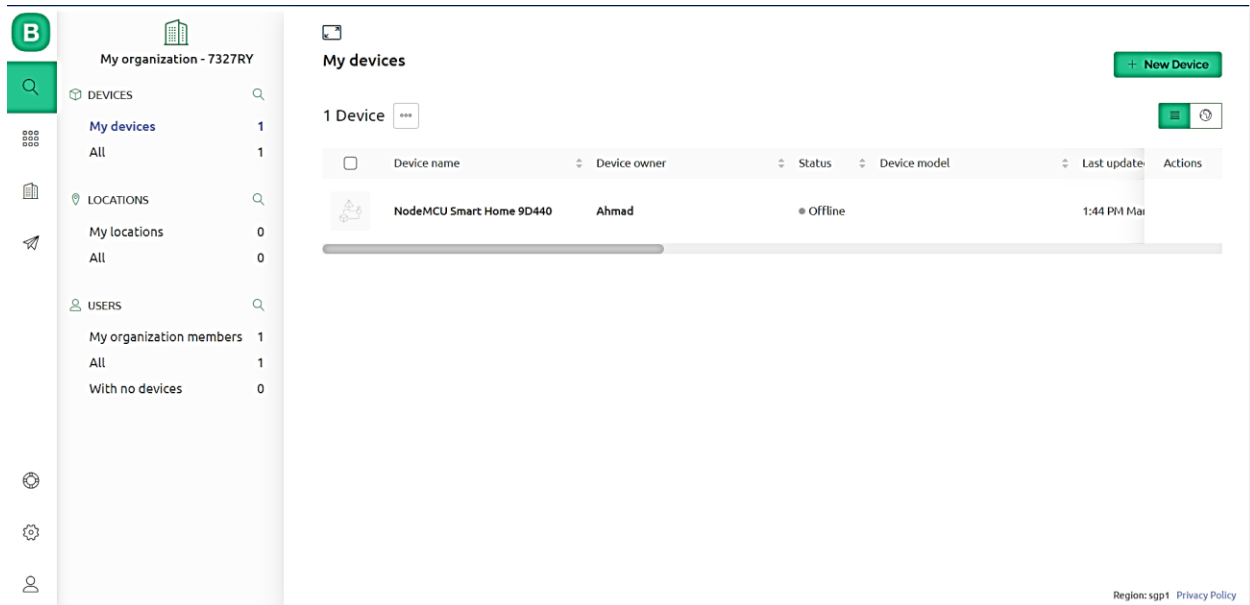 B
My organization - 7327RY
DEVICES
My devices 1
All 1
LOCATIONS
My locations 0
All 0
USERS
My organization members 1
All 1
With no devices 0
My devices
+ New Device
1 Device
Device name Device owner Status Device model Last update Actions
NodeMCU Smart Home 9D440 Ahmad Offline 1:44 PM Mar
Region: sgp1 Privacy Policy